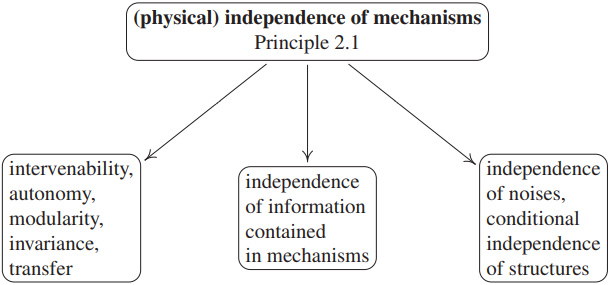 (physical) independence of mechanisms
Principle 2.1
intervenability,
autonomy,
modularity,
invariance,
transfer
independence
of information
contained
in mechanisms
independence
of noises,
conditional
independence
of structures